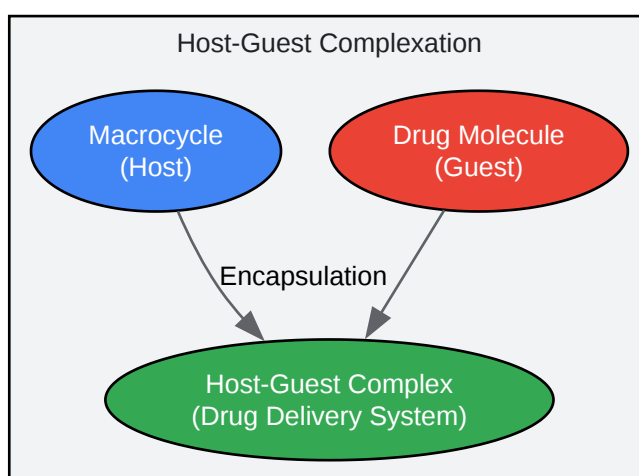 Host-Guest Complexation
Macrocycle
(Host)
Drug Molecule
(Guest)
Encapsulation
Host-Guest Complex
(Drug Delivery System)